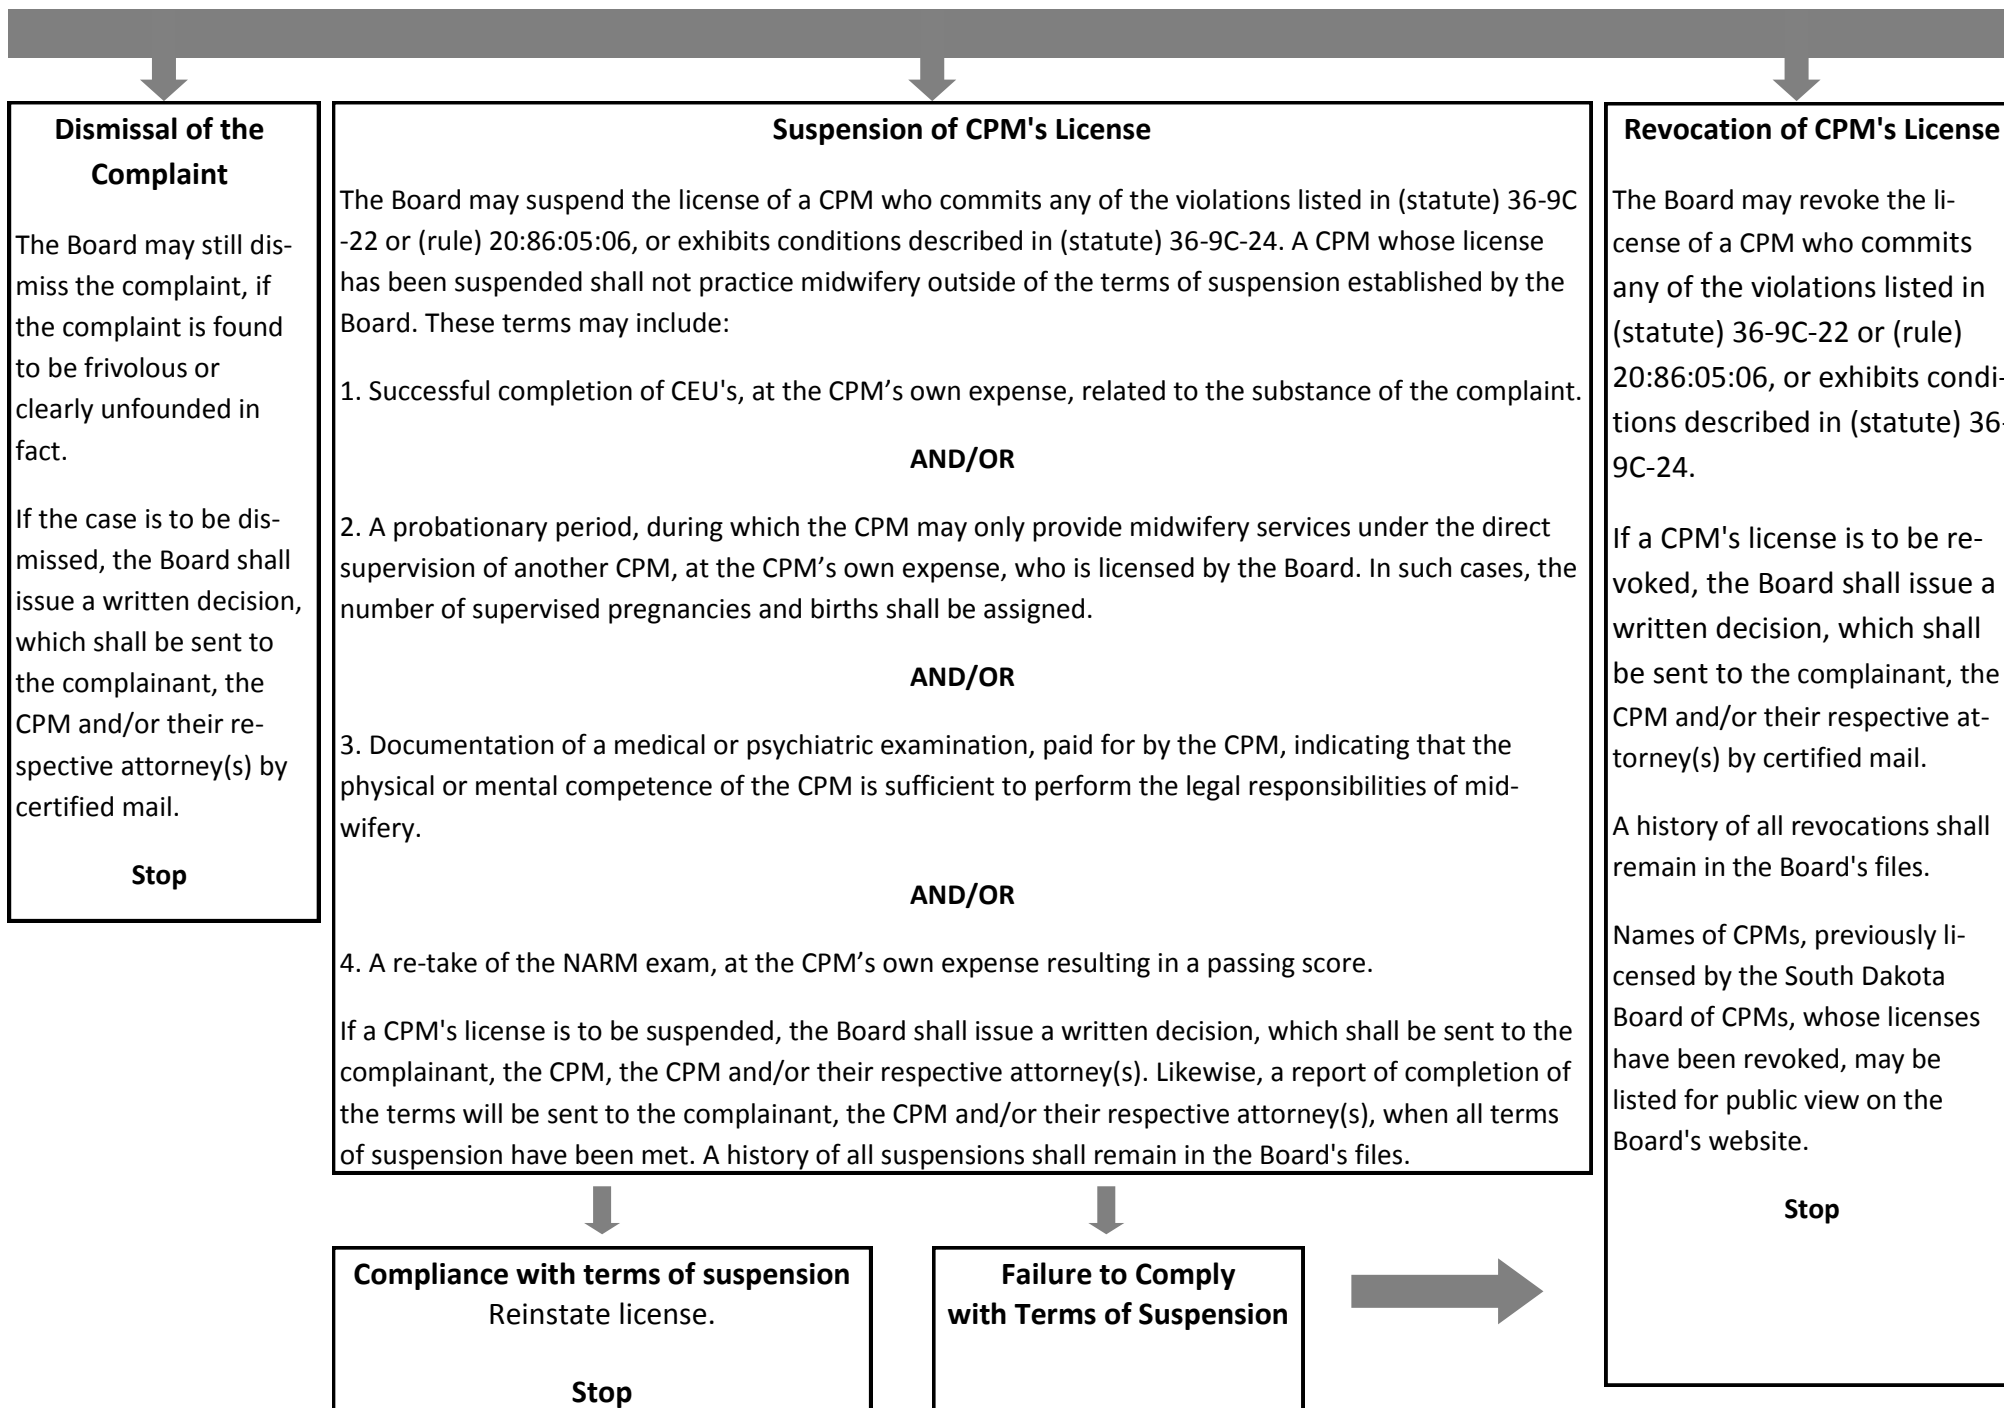 Dismissal of the
Complaint
The Board may still dis-
miss the complaint, if
the complaint is found
to be frivolous or
clearly unfounded in
fact.
If the case is to be dis-
missed, the Board shall
issue a written decision,
which shall be sent to
the complainant, the
CPM and/or their re-
spective attorney(s) by
certified mail.
Stop
Suspension of CPM's License
The Board may suspend the license of a CPM who commits any of the violations listed in (statute) 36-9C
-22 or (rule) 20:86:05:06, or exhibits conditions described in (statute) 36-9C-24. A CPM whose license
has been suspended shall not practice midwifery outside of the terms of suspension established by the
Board. These terms may include:
1. Successful completion of CEU's, at the CPM’s own expense, related to the substance of the complaint.
AND/OR
2. A probationary period, during which the CPM may only provide midwifery services under the direct
supervision of another CPM, at the CPM’s own expense, who is licensed by the Board. In such cases, the
number of supervised pregnancies and births shall be assigned.
AND/OR
3. Documentation of a medical or psychiatric examination, paid for by the CPM, indicating that the
physical or mental competence of the CPM is sufficient to perform the legal responsibilities of mid-
wifery.
AND/OR
4. A re-take of the NARM exam, at the CPM’s own expense resulting in a passing score.
If a CPM's license is to be suspended, the Board shall issue a written decision, which shall be sent to the
complainant, the CPM, the CPM and/or their respective attorney(s). Likewise, a report of completion of
the terms will be sent to the complainant, the CPM and/or their respective attorney(s), when all terms
of suspension have been met. A history of all suspensions shall remain in the Board's files.
Compliance with terms of suspension
Reinstate license.
Stop
Failure to Comply
with Terms of Suspension
Revocation of CPM's License
The Board may revoke the li-
cense of a CPM who commits
any of the violations listed in
(statute) 36-9C-22 or (rule)
20:86:05:06, or exhibits condi-
tions described in (statute) 36-
9C-24.
If a CPM's license is to be re-
voked, the Board shall issue a
written decision, which shall
be sent to the complainant, the
CPM and/or their respective at-
torney(s) by certified mail.
A history of all revocations shall
remain in the Board's files.
Names of CPMs, previously li-
censed by the South Dakota
Board of CPMs, whose licenses
have been revoked, may be
listed for public view on the
Board's website.
Stop